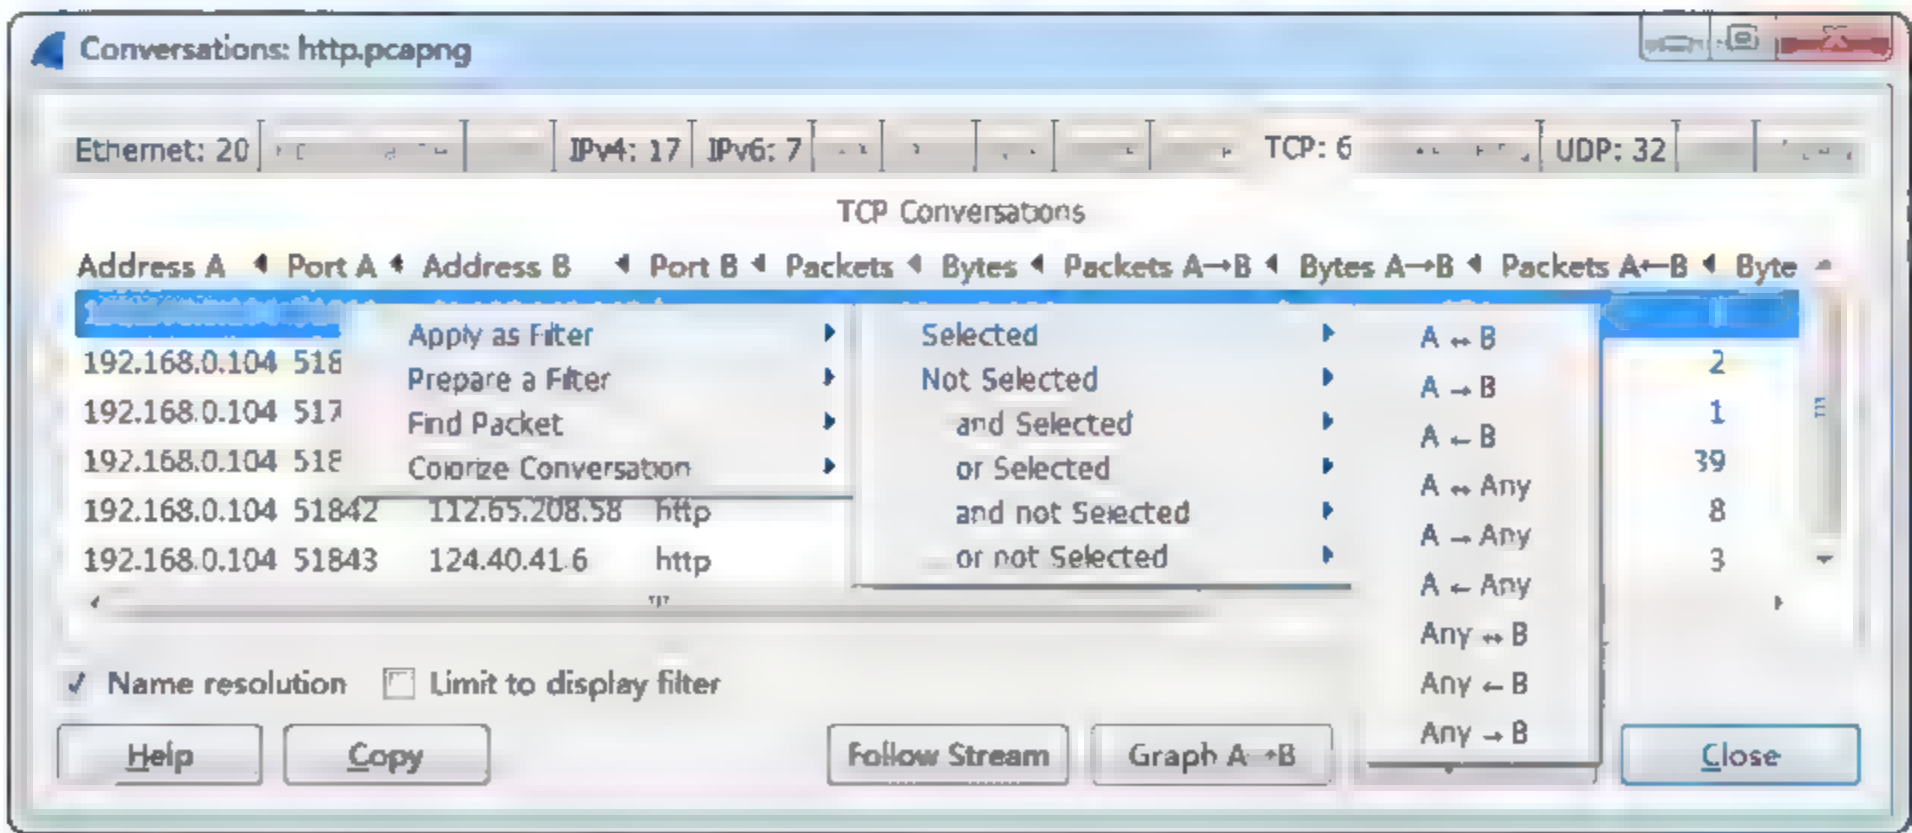 Conversations: http.pcapng
Ethernet: 20 IPv4: 17 IPv6: 7 TCP: 6 UDP: 32
TCP Conversations
Address A Port A Address B Port B Packets Bytes Packets A→B Bytes A→B Packets A←B Byte
Apply as Filter Selected A ↔ B
192.168.0.104 518 Prepare a Filter Not Selected A → B 2
192.168.0.104 517 Find Packet and Selected A ← B 1
192.168.0.104 518 Colorize Conversation or Selected A ↔ Any 39
192.168.0.104 51842 112.65.208.58 http and not Selected A → Any 8
192.168.0.104 51843 124.40.41.6 http or not Selected A ← Any 3
Any ↔ B
Name resolution Limit to display filter Any ← B
Any → B
Help Copy Follow Stream Graph A→B Close